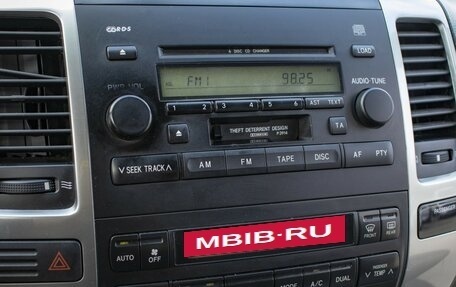 RDS
6 DISC CD CHANGER
LOAD
PWR·VOL
AUDIO·TUNE
FM1 98.25
1 2 3 4 5 6 AST TEXT
THEFT DETERRENT DESIGN
TA
SEEK TRACK AM FM TAPE DISC AF PTY
MBIB-RU
PASSENGER
AUTO OFF FRONT REAR
MODE A/C DUAL
PASSENGER
TEMP